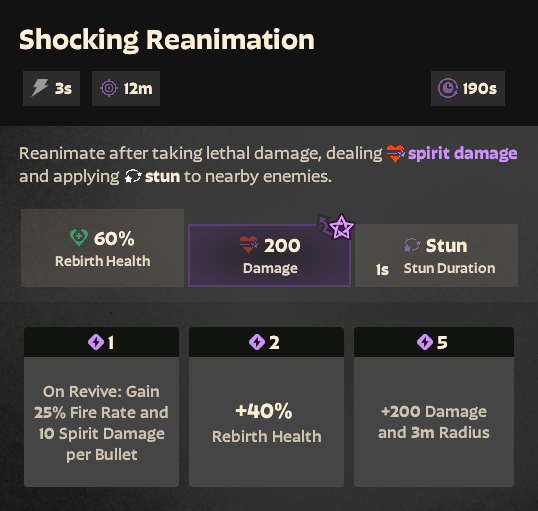 Shocking Reanimation
3s 12m 190s
Reanimate after taking lethal damage, dealing spirit damage
and applying stun to nearby enemies.
60% 200 Stun
Rebirth Health Damage 1s Stun Duration
1 2 5
On Revive: Gain
25% Fire Rate and
10 Spirit Damage
per Bullet
+40%
Rebirth Health
+200 Damage
and 3m Radius